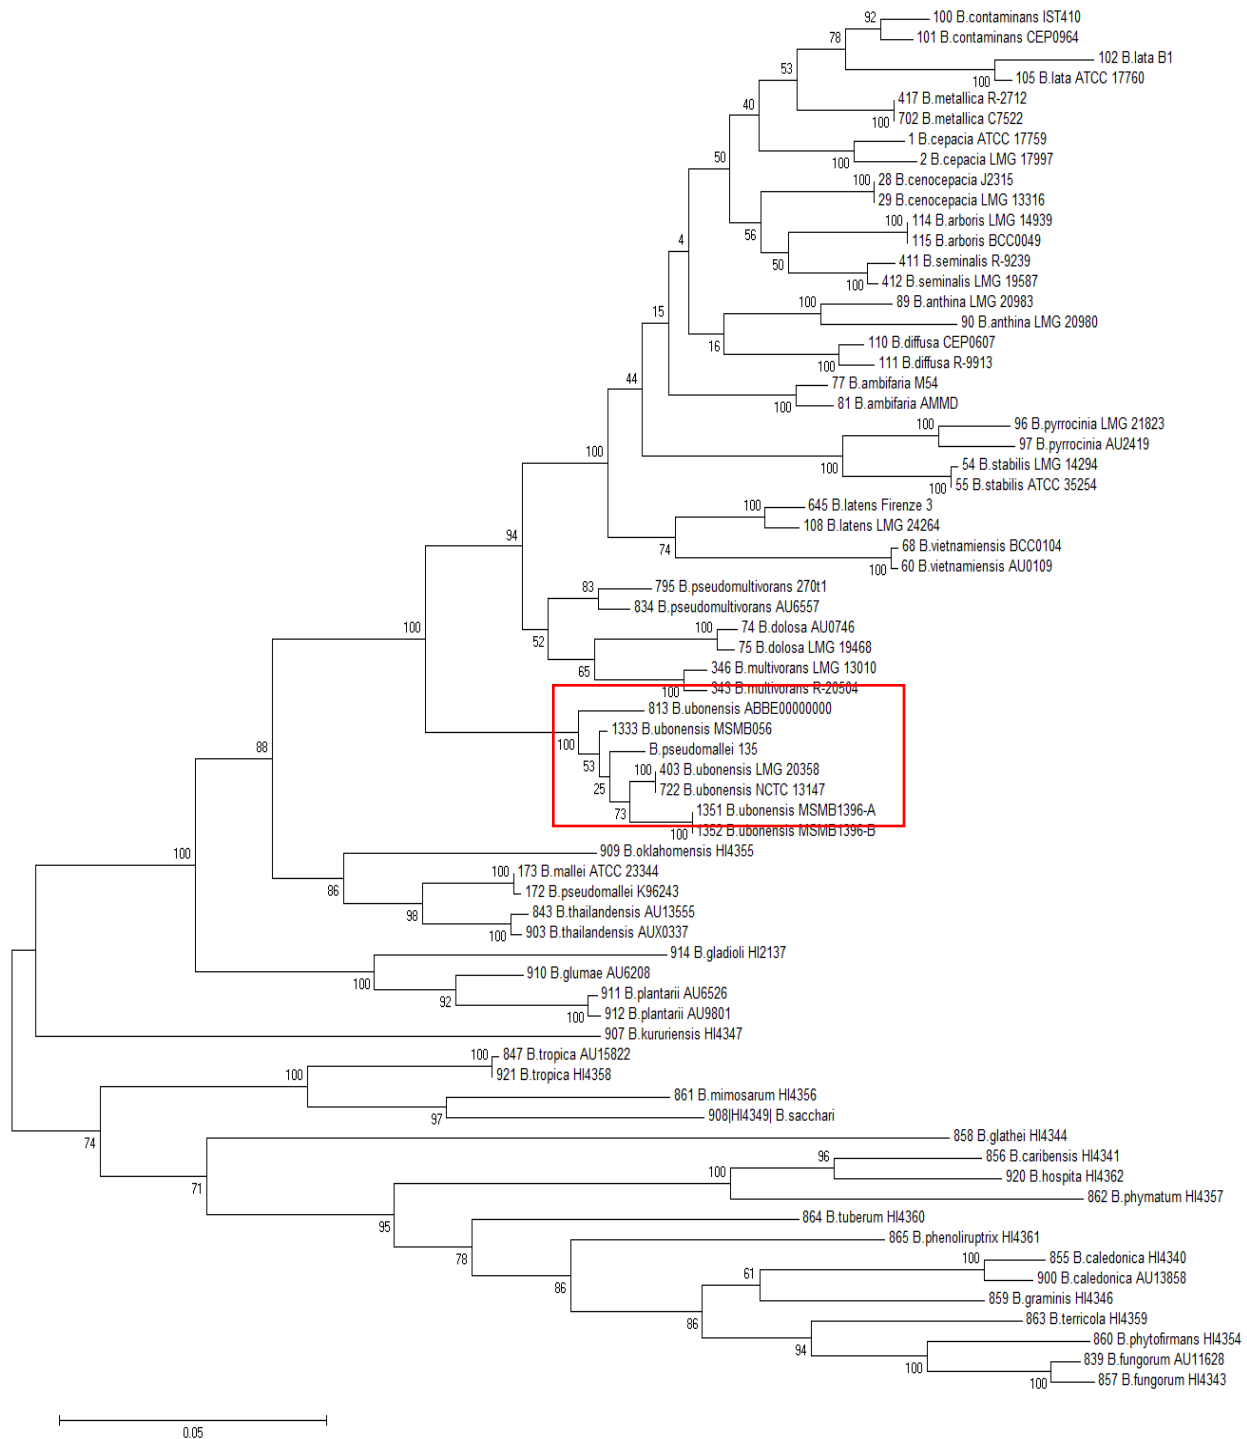 92
100 B.contaminans IST410
101 B.contaminans CEP0964
78
102 B.lata B1
53
100
105 B.lata ATCC 17760
417 B.metallica R-2712
40
100
702 B.metallica C7522
1 B.cepacia ATCC 17759
50
100
2 B.cepacia LMG 17997
100
28 B.cenocepacia J2315
29 B.cenocepacia LMG 13316
100
114 B.arboris LMG 14939
56
115 B.arboris BCC0049
4
50
411 B.seminalis R-9239
100
412 B.seminalis LMG 19587
100
89 B.anthina LMG 20983
15
90 B.anthina LMG 20980
16
110 B.diffusa CEP0607
100
111 B.diffusa R-9913
44
77 B.ambifaria M54
100
81 B.ambifaria AMMD
100
96 B.pyrrocinia LMG 21823
97 B.pyrrocinia AU2419
100
100
54 B.stabilis LMG 14294
100
55 B.stabilis ATCC 35254
100
645 B.latens Firenze 3
108 B.latens LMG 24264
94
74
68 B.vietnamiensis BCC0104
100
60 B.vietnamiensis AU0109
83
795 B.pseudomultivorans 270t1
834 B.pseudomultivorans AU6557
100
52
100
74 B.dolosa AU0746
75 B.dolosa LMG 19468
65
346 B.multivorans LMG 13010
100
343 B.multivorans R-20504
813 B.ubonensis ABBE00000000
88
100
1333 B.ubonensis MSMB056
53
B.pseudomallei 135
25
100
403 B.ubonensis LMG 20358
722 B.ubonensis NCTC 13147
73
1351 B.ubonensis MSMB1396-A
100
1352 B.ubonensis MSMB1396-B
100
909 B.oklahomensis HI4355
86
100
173 B.mallei ATCC 23344
172 B.pseudomallei K96243
98
843 B.thailandensis AU13555
100
903 B.thailandensis AUX0337
914 B.gladioli HI2137
100
910 B.glumae AU6208
92
911 B.plantarii AU6526
100
912 B.plantarii AU9801
907 B.kururiensis HI4347
100
847 B.tropica AU15822
100
921 B.tropica HI4358
861 B.mimosarum HI4356
97
908|HI4349| B.sacchari
74
858 B.glathei HI4344
96
856 B.caribensis HI4341
100
920 B.hospita HI4362
71
862 B.phymatum HI4357
95
864 B.tuberum HI4360
78
865 B.phenoliruptrix HI4361
100
855 B.caledonica HI4340
61
900 B.caledonica AU13858
86
859 B.graminis HI4346
86
863 B.terricola HI4359
94
860 B.phytofirmans HI4354
100
839 B.fungorum AU11628
100
857 B.fungorum HI4343
0.05